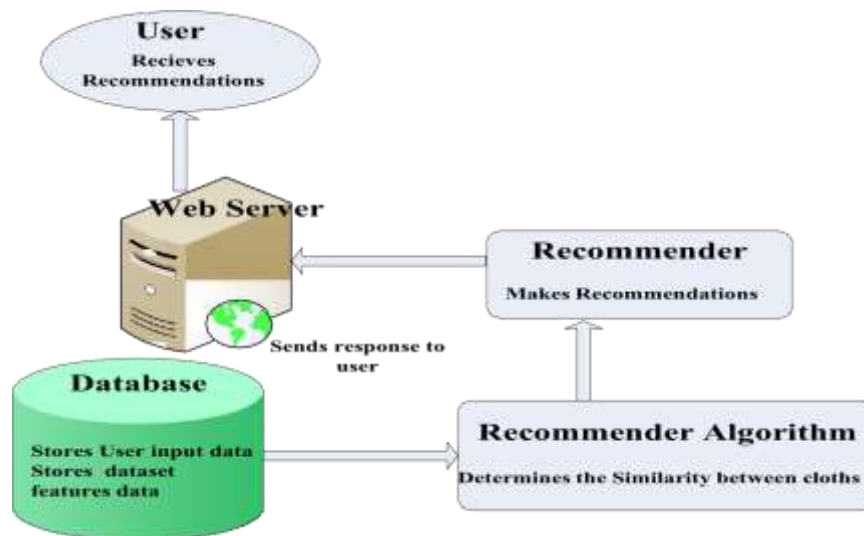 User
Recieves
Recommendations
Web Server
Sends response to
user
Recommender
Makes Recommendations
Database
Stores User input data
Stores dataset
features data
Recommender Algorithm
Determines the Similarity between cloths